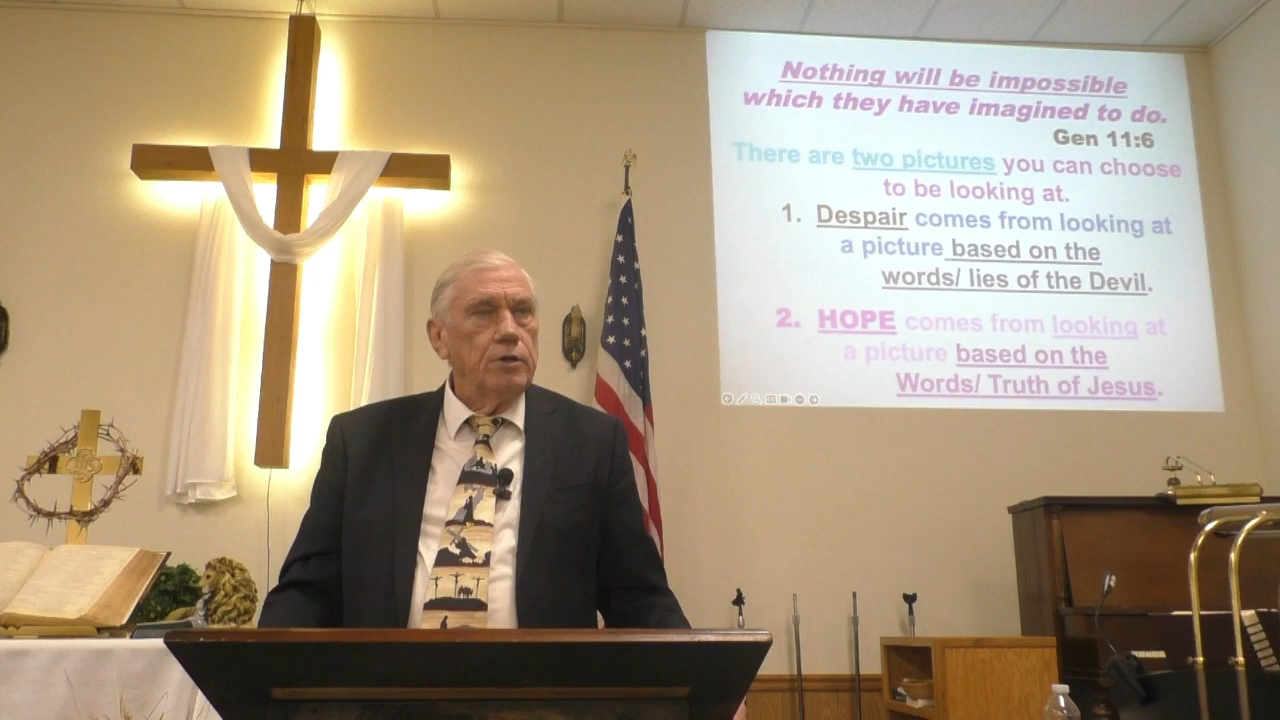 Nothing will be impossible
which they have imagined to do.
Gen 11:6
There are two pictures you can choose
to be looking at.
1. Despair comes from looking at
a picture based on the
words/ lies of the Devil.
2. HOPE comes from looking at
a picture based on the
Words/ Truth of Jesus.